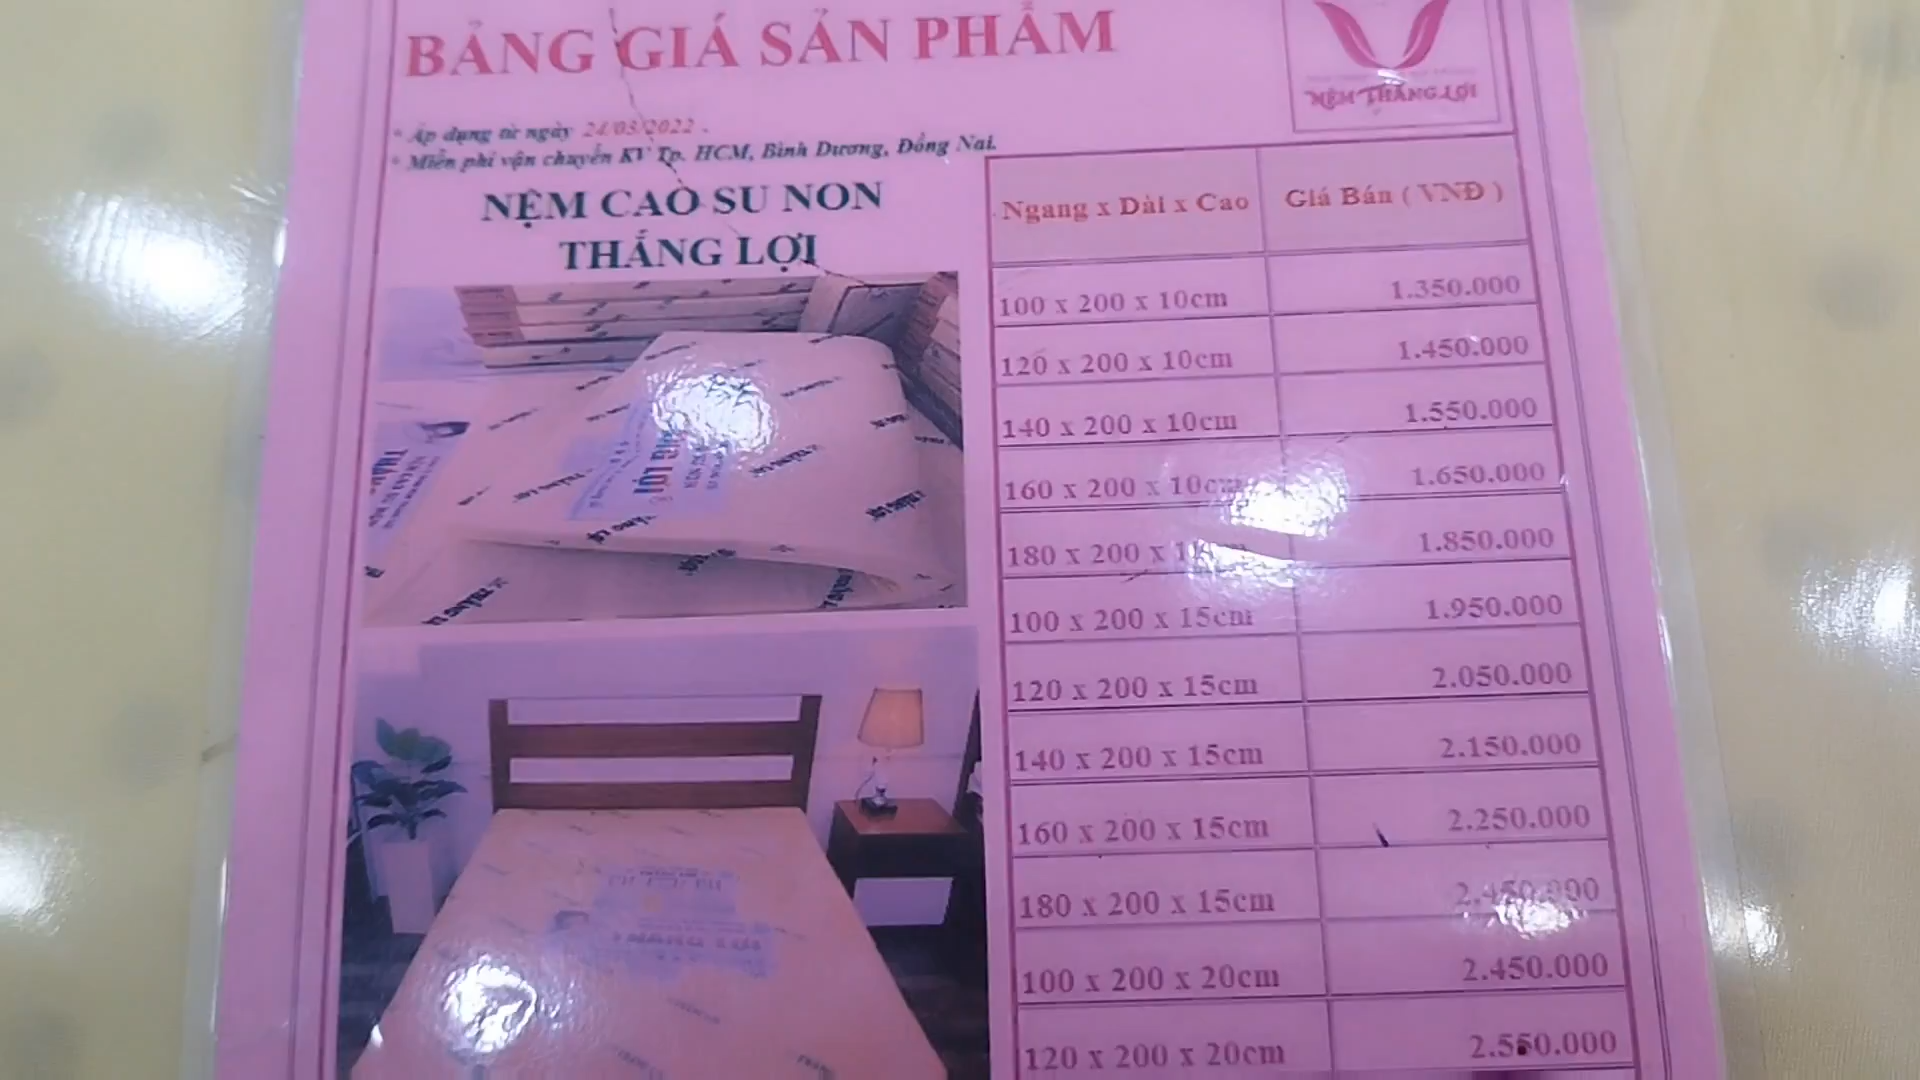 BẢNG GIÁ SẢN PHẨM
NỆM THẮNG LỢI
* Áp dụng từ ngày 24/03/2022 .
* Miễn phí vận chuyển KV Tp. HCM, Bình Dương, Đồng Nai.
NỆM CAO SU NON
THẮNG LỢI
Ngang x Dài x Cao Giá Bán ( VNĐ )
100 x 200 x 10cm 1.350.000
120 x 200 x 10cm 1.450.000
140 x 200 x 10cm 1.550.000
160 x 200 x 10cm 1.650.000
180 x 200 x 1.850.000
100 x 200 x 15cm 1.950.000
120 x 200 x 15cm 2.050.000
140 x 200 x 15cm 2.150.000
160 x 200 x 15cm 2.250.000
180 x 200 x 15cm 2.450.000
100 x 200 x 20cm 2.450.000
120 x 200 x 20cm 2.550.000